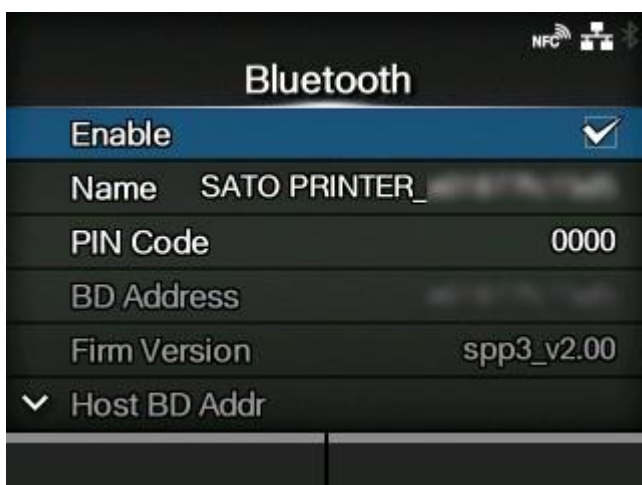 NFC
Bluetooth
Enable
Name SATO PRINTER_
PIN Code 0000
BD Address
Firm Version spp3_v2.00
Host BD Addr